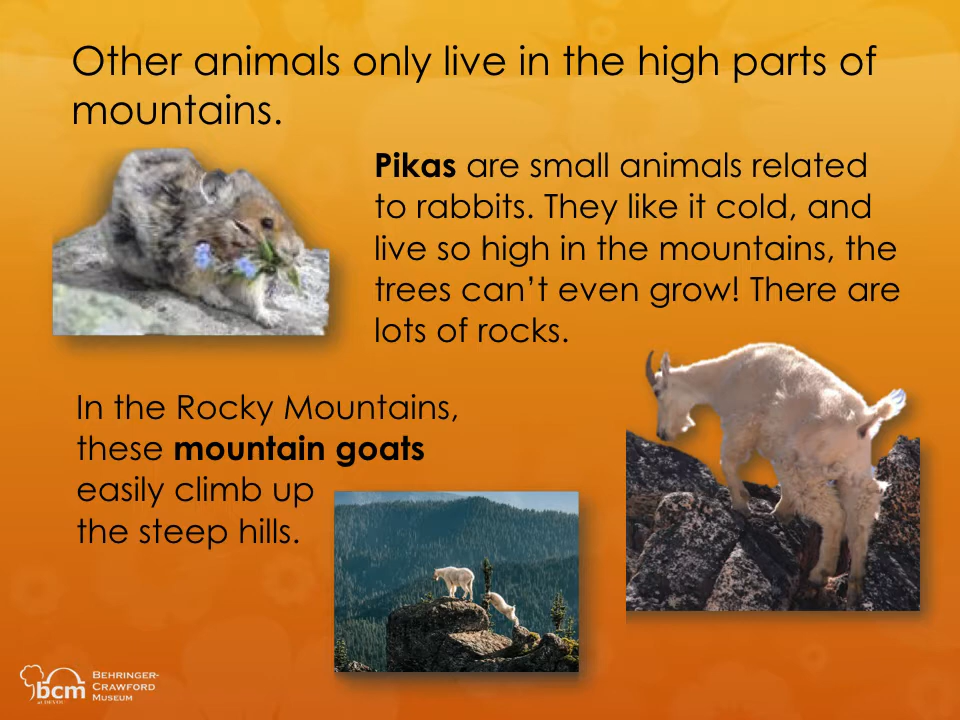 Other animals only live in the high parts of
mountains.
Pikas are small animals related
to rabbits. They like it cold, and
live so high in the mountains, the
trees can’t even grow! There are
lots of rocks.
In the Rocky Mountains,
these mountain goats
easily climb up
the steep hills.
bcm
BEHRINGER-
CRAWFORD
MUSEUM